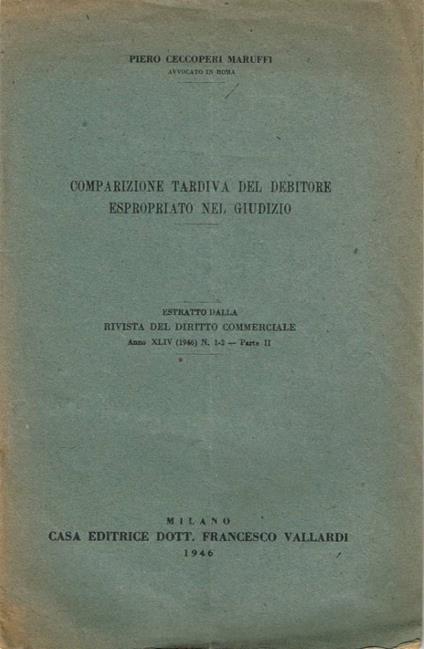 PIERO CECCOPERI MARUFFI
AVVOCATO IN ROMA
COMPARIZIONE TARDIVA DEL DEBITORE
ESPROPRIATO NEL GIUDIZIO
ESTRATTO DALLA
RIVISTA DEL DIRITTO COMMERCIALE
Anno XLIV (1946) N. 1-2 — Parte II
MILANO
CASA EDITRICE DOTT. FRANCESCO VALLARDI
1946